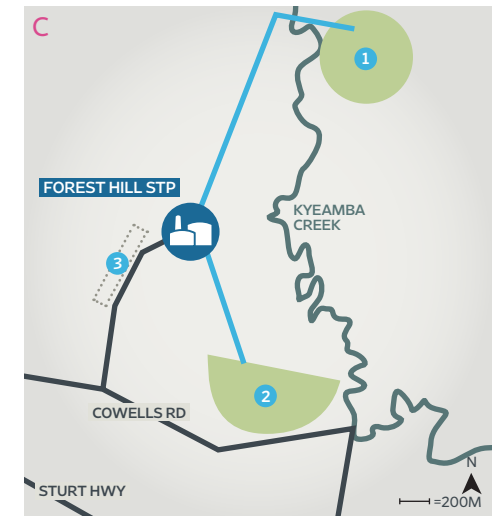 C
1
FOREST HILL STP
KYEAMBA
CREEK
3
2
COWELLS RD
N
STURT HWY
=200M